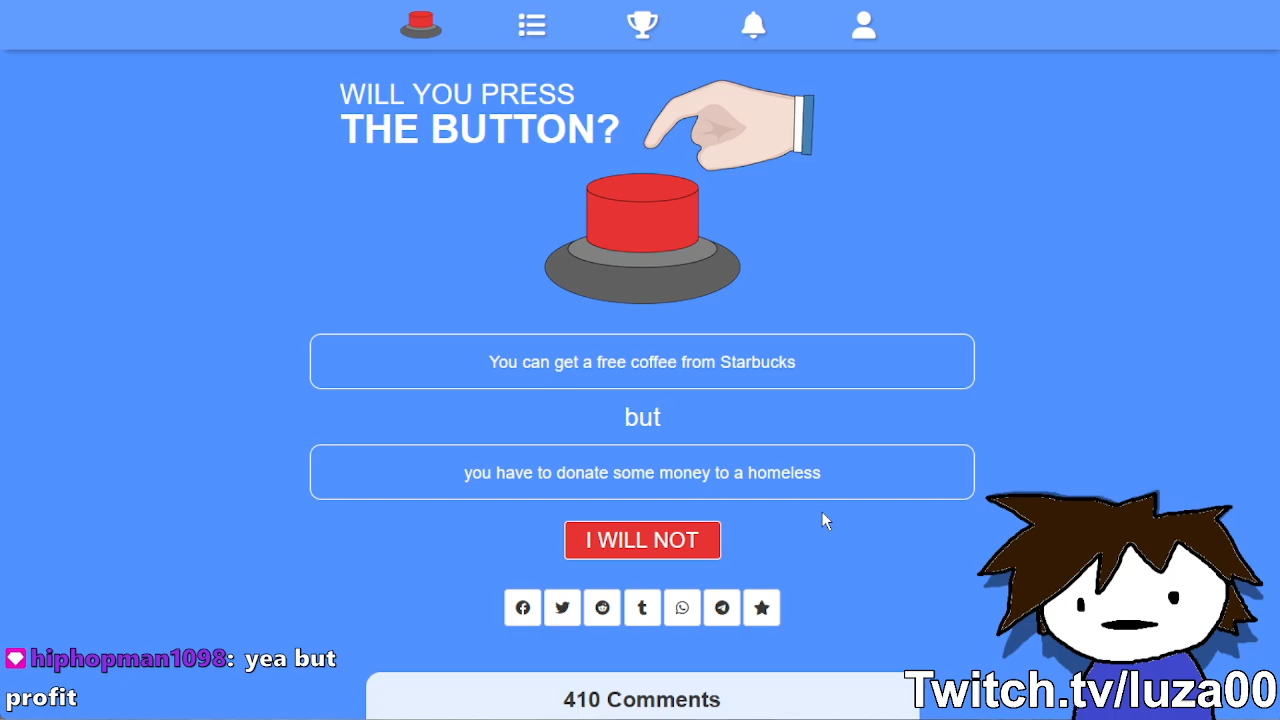 WILL YOU PRESS
THE BUTTON?
You can get a free coffee from Starbucks
but
you have to donate some money to a homeless
I WILL NOT
hiphopman1098: yea but
profit
410 Comments
Twitch.tv/luza00